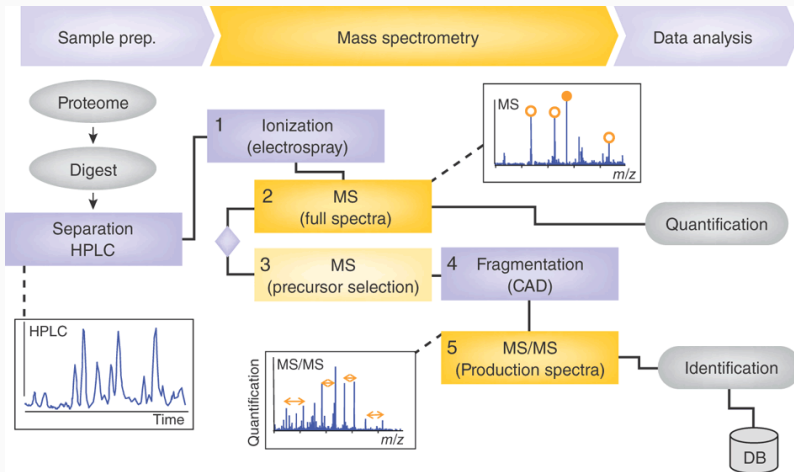 Sample prep.
Mass spectrometry
Data analysis
Proteome
Digest
Separation
HPLC
1
Ionization
(electrospray)
MS
m/z
2
MS
(full spectra)
Quantification
3
MS
(precursor selection)
4
Fragmentation
(CAD)
HPLC
Time
Quantification
MS/MS
m/z
5
MS/MS
(Production spectra)
Identification
DB